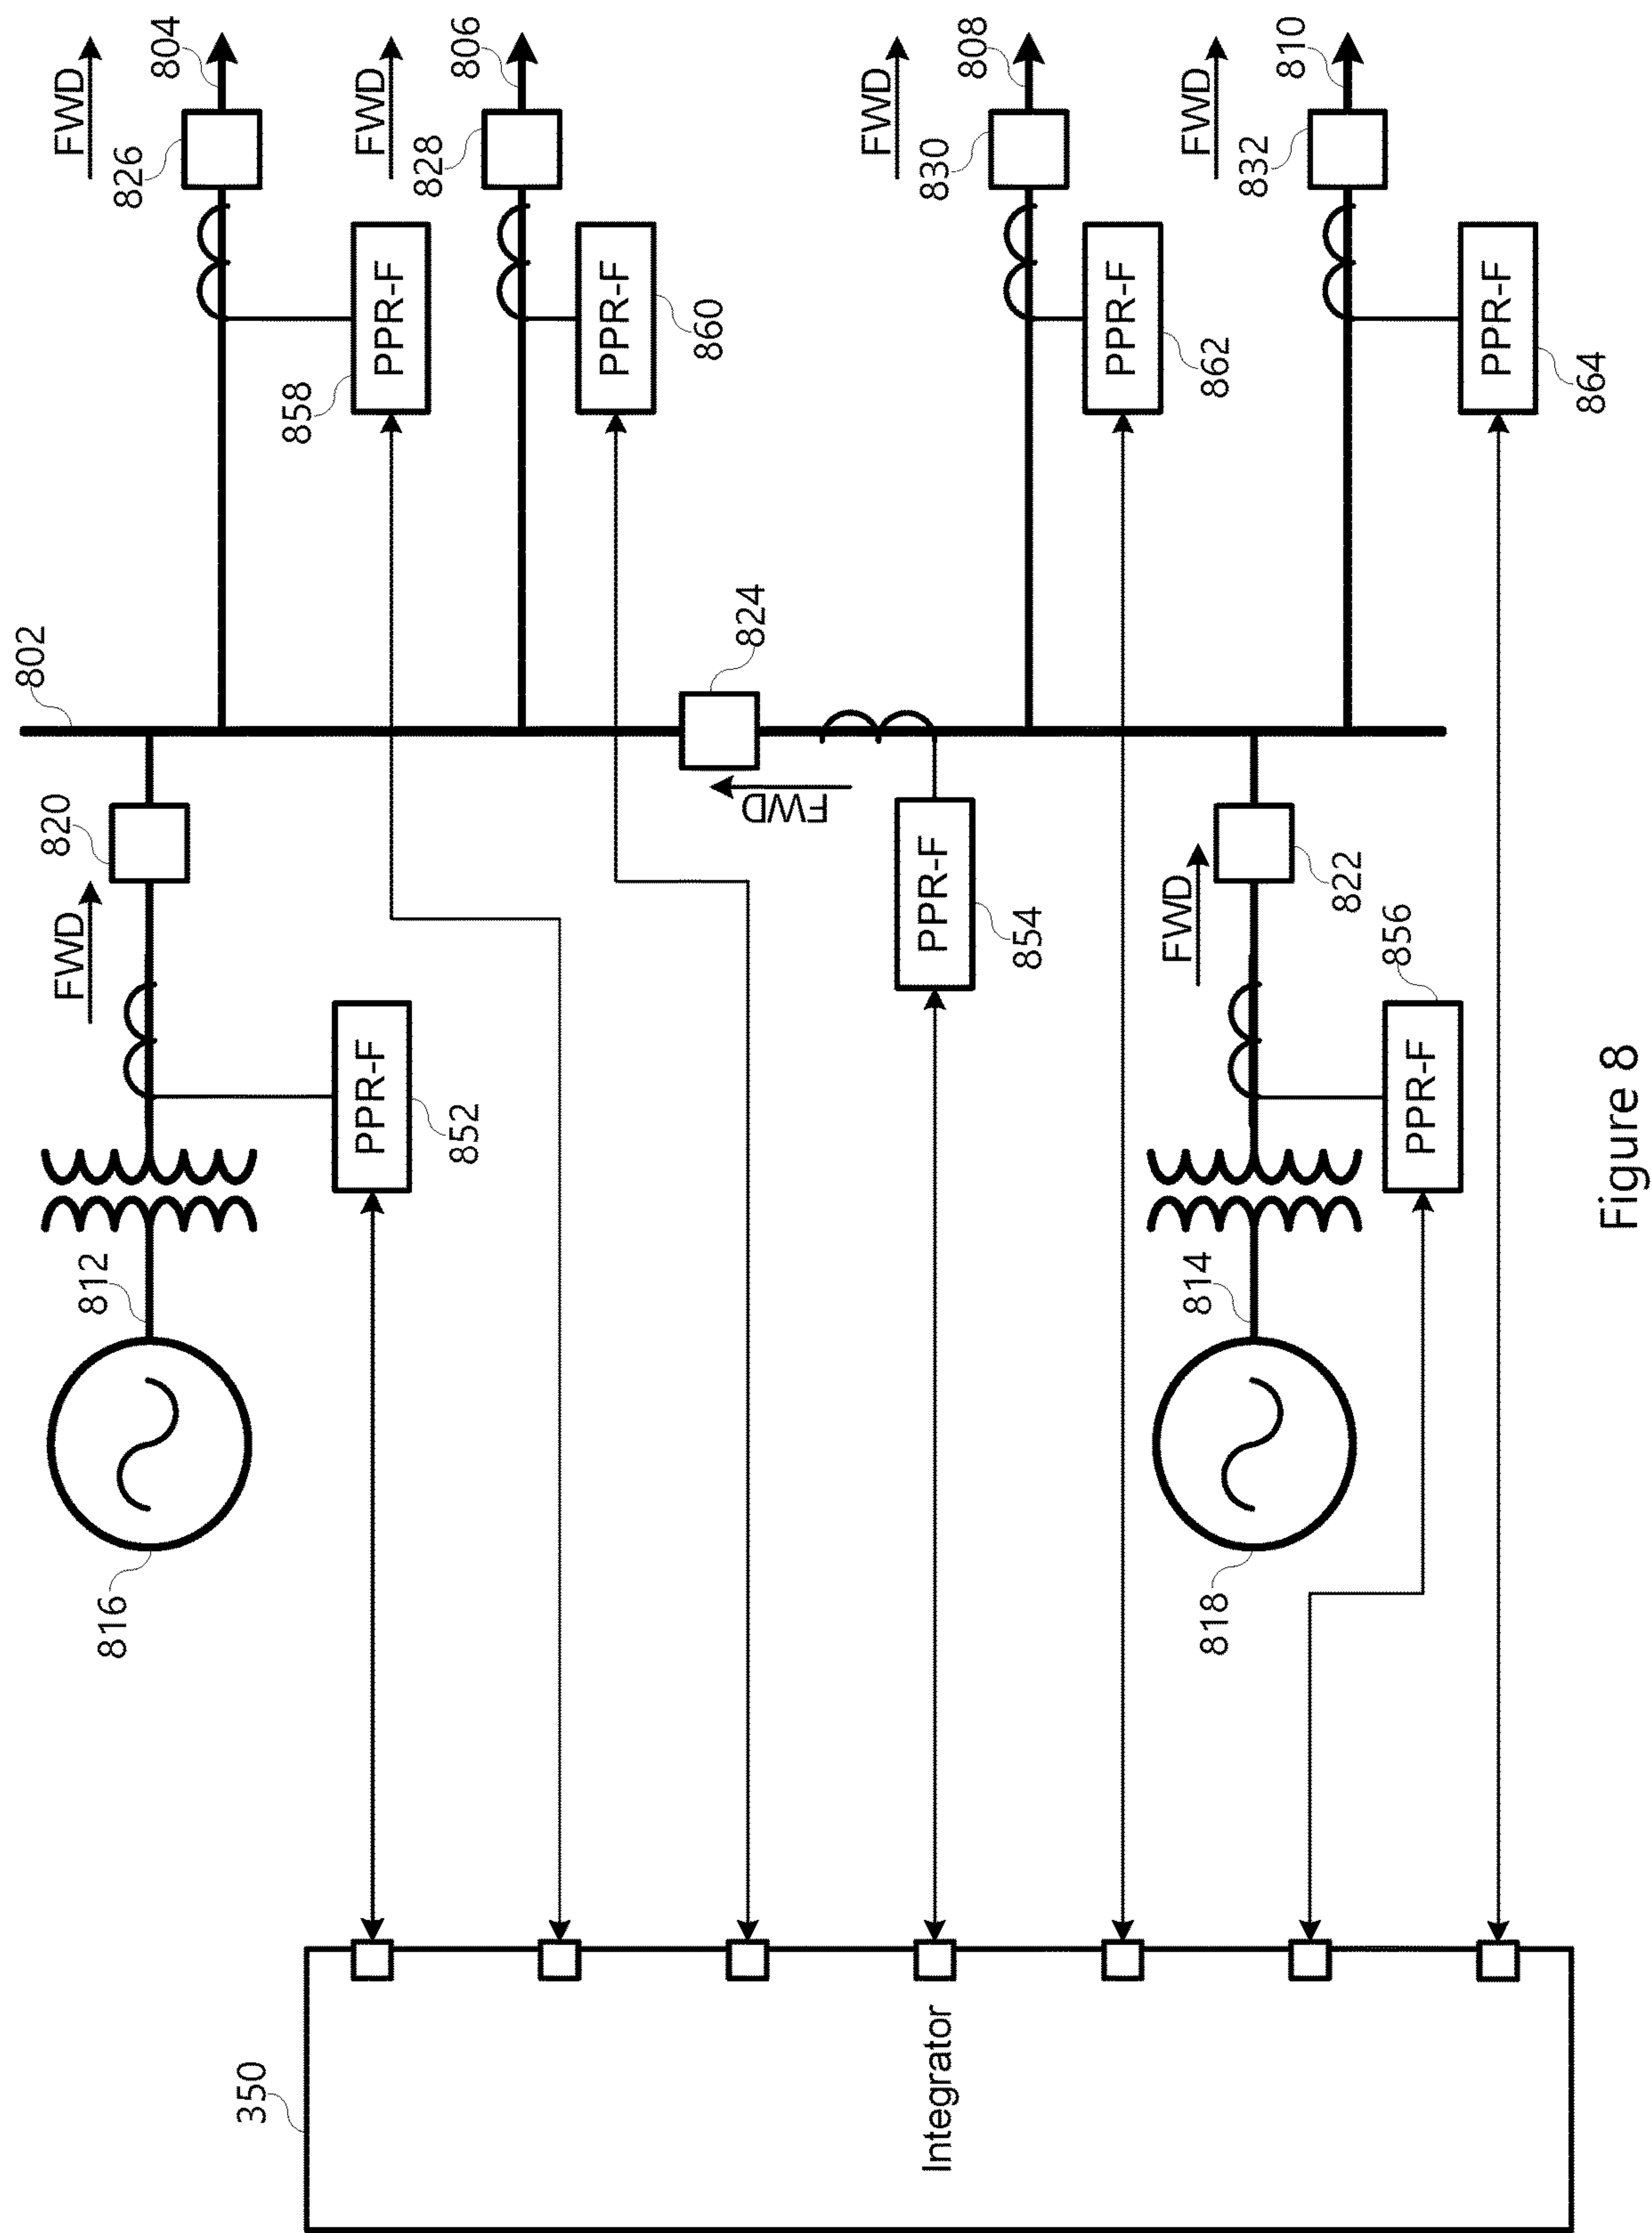 802
FWD
804
826
FWD
806
828
FWD
808
830
FWD
810
832
PPR-F
858
PPR-F
860
PPR-F
862
PPR-F
864
824
FWD
820
FWD
PPR-F
854
FWD
822
PPR-F
852
PPR-F
856
812
814
816
818
350
Integrator
Figure 8